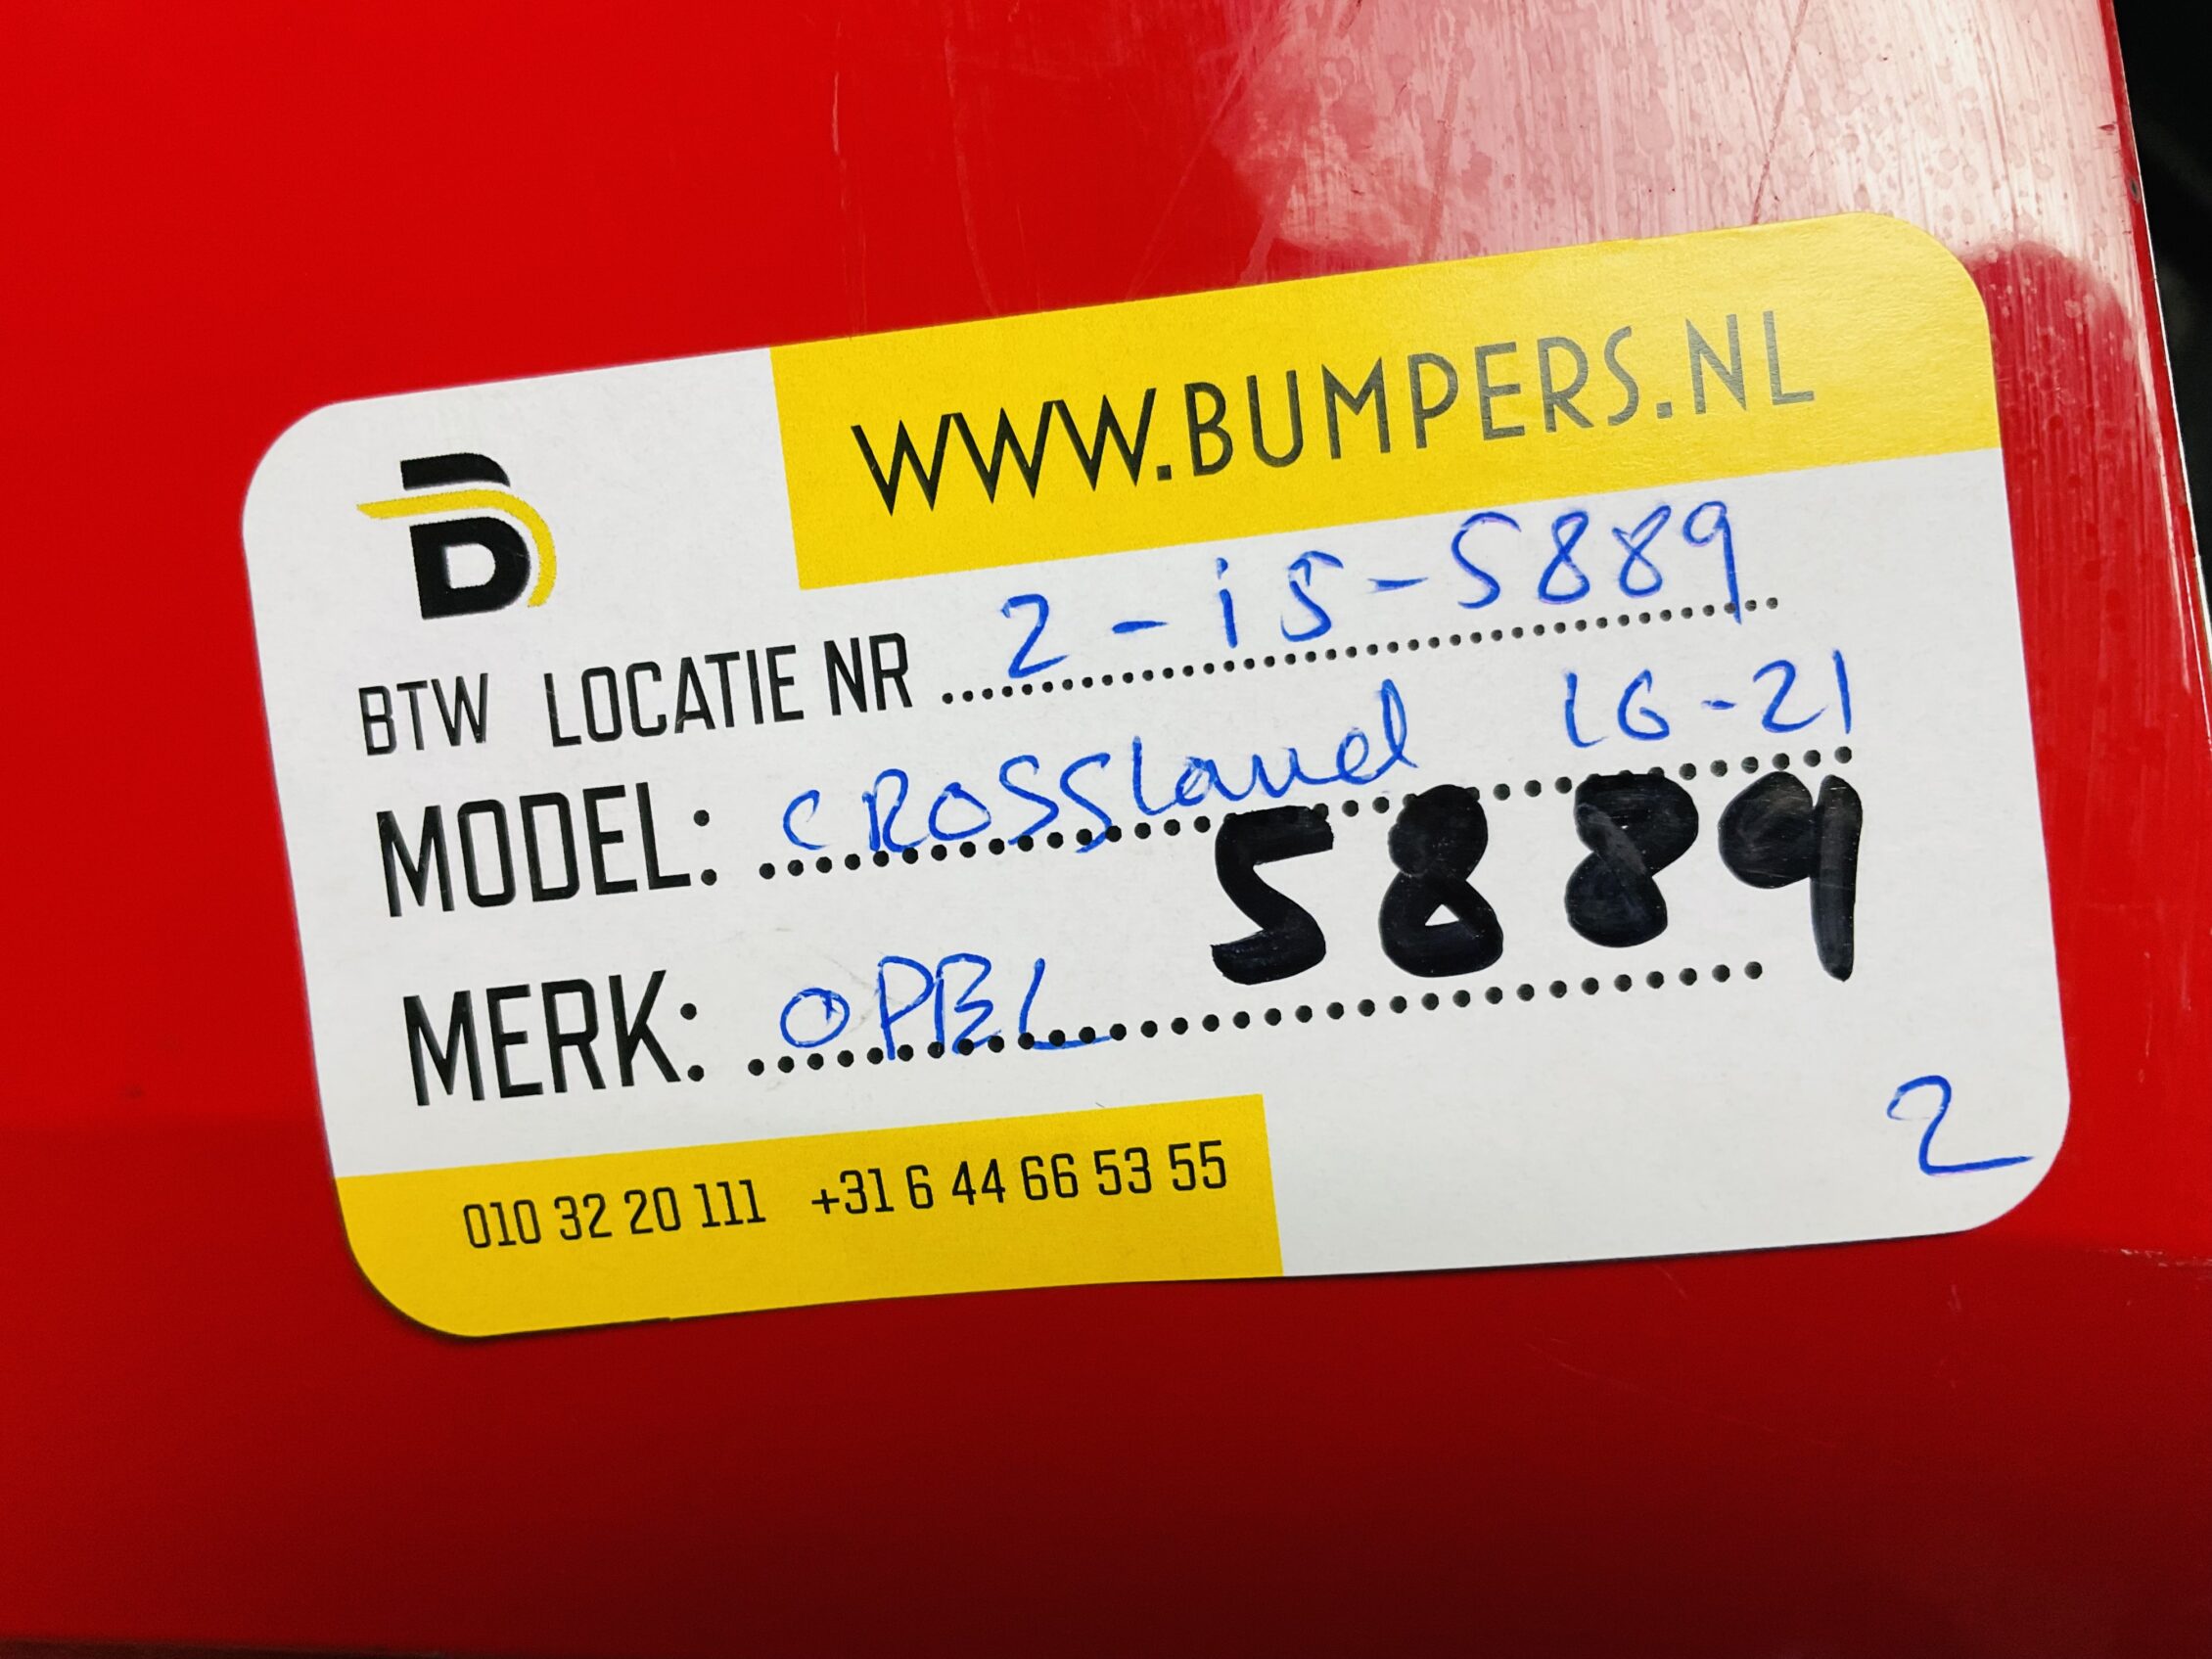 B
WWW.BUMPERS.NL
BTW LOCATIE NR 2-i5-5889
MODEL: CROSSland 16-21
5889
MERK: OPEL
2
010 32 20 111 +31 6 44 66 53 55